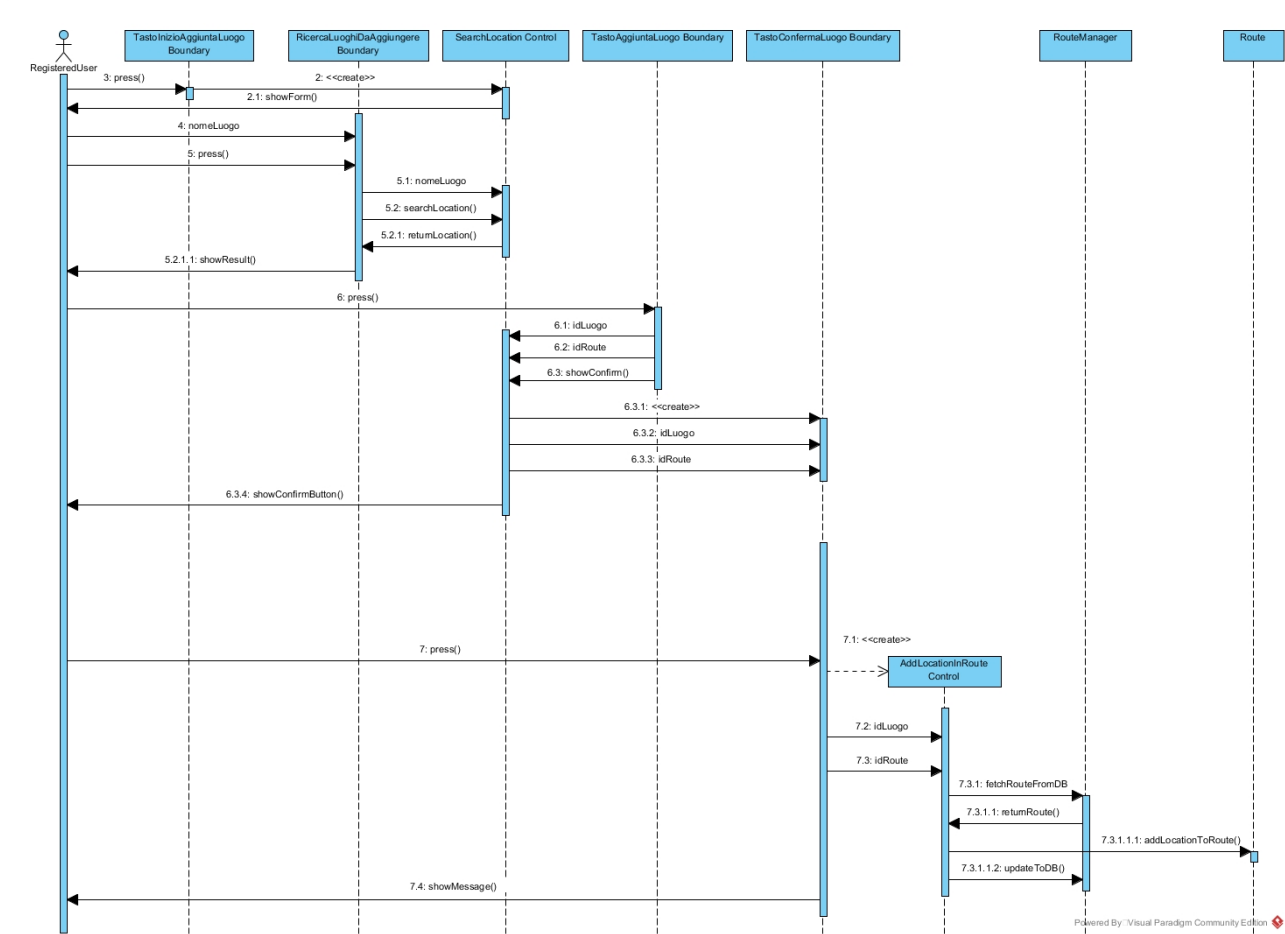 TastoInizioAggiuntaLuogo
Boundary
RicercaLuoghiDaAggiungere
Boundary
SearchLocation Control
TastoAggiuntaLuogo Boundary
TastoConfermaLuogo Boundary
RouteManager
Route
RegisteredUser
3: press()
2: <<create>>
2.1: showForm()
4: nomeLuogo
5: press()
5.1: nomeLuogo
5.2: searchLocation()
5.2.1: returnLocation()
5.2.1.1: showResult()
6: press()
6.1: idLuogo
6.2: idRoute
6.3: showConfirm()
6.3.1: <<create>>
6.3.2: idLuogo
6.3.3: idRoute
6.3.4: showConfirmButton()
7.1: <<create>>
7: press()
AddLocationInRoute
Control
7.2: idLuogo
7.3: idRoute
7.3.1: fetchRouteFromDB
7.3.1.1: returnRoute()
7.3.1.1.1: addLocationToRoute()
7.3.1.1.2: updateToDB()
7.4: showMessage()
Powered By Visual Paradigm Community Edition